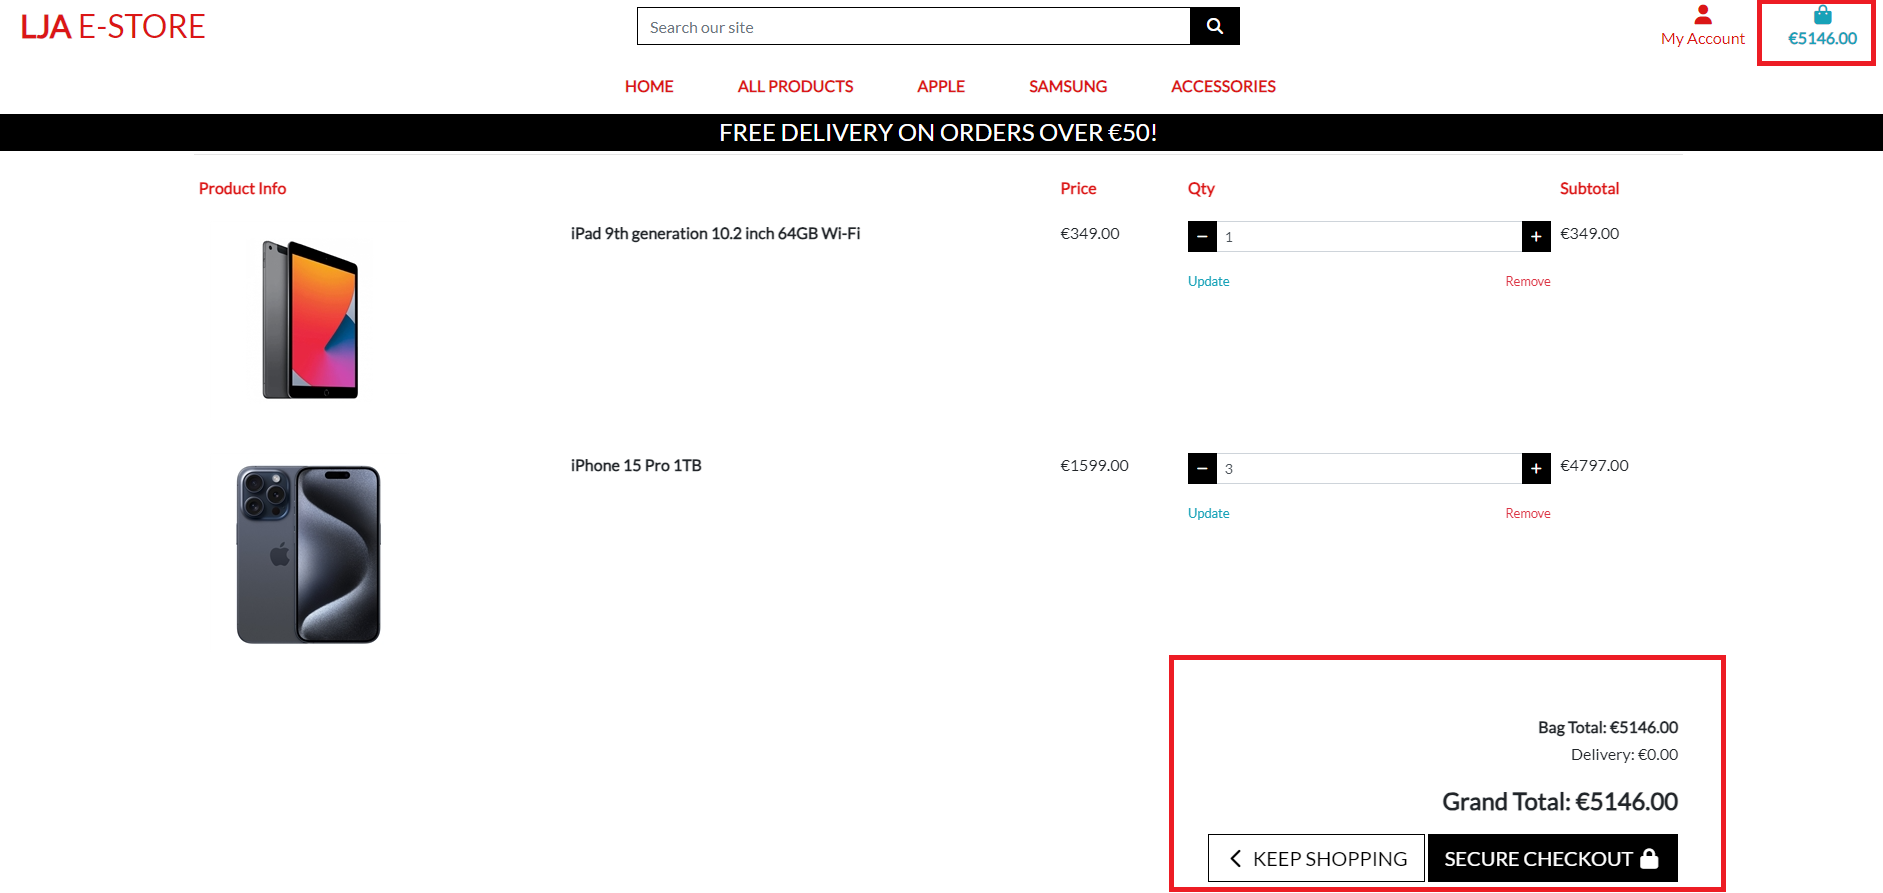 LJA E-STORE
Search our site
My Account
€5146.00
HOME ALL PRODUCTS APPLE SAMSUNG ACCESSORIES
FREE DELIVERY ON ORDERS OVER €50!
Product Info Price Qty Subtotal
iPad 9th generation 10.2 inch 64GB Wi-Fi €349.00 − 1 + €349.00
Update Remove
iPhone 15 Pro 1TB €1599.00 − 3 + €4797.00
Update Remove
Bag Total: €5146.00
Delivery: €0.00
Grand Total: €5146.00
KEEP SHOPPING SECURE CHECKOUT